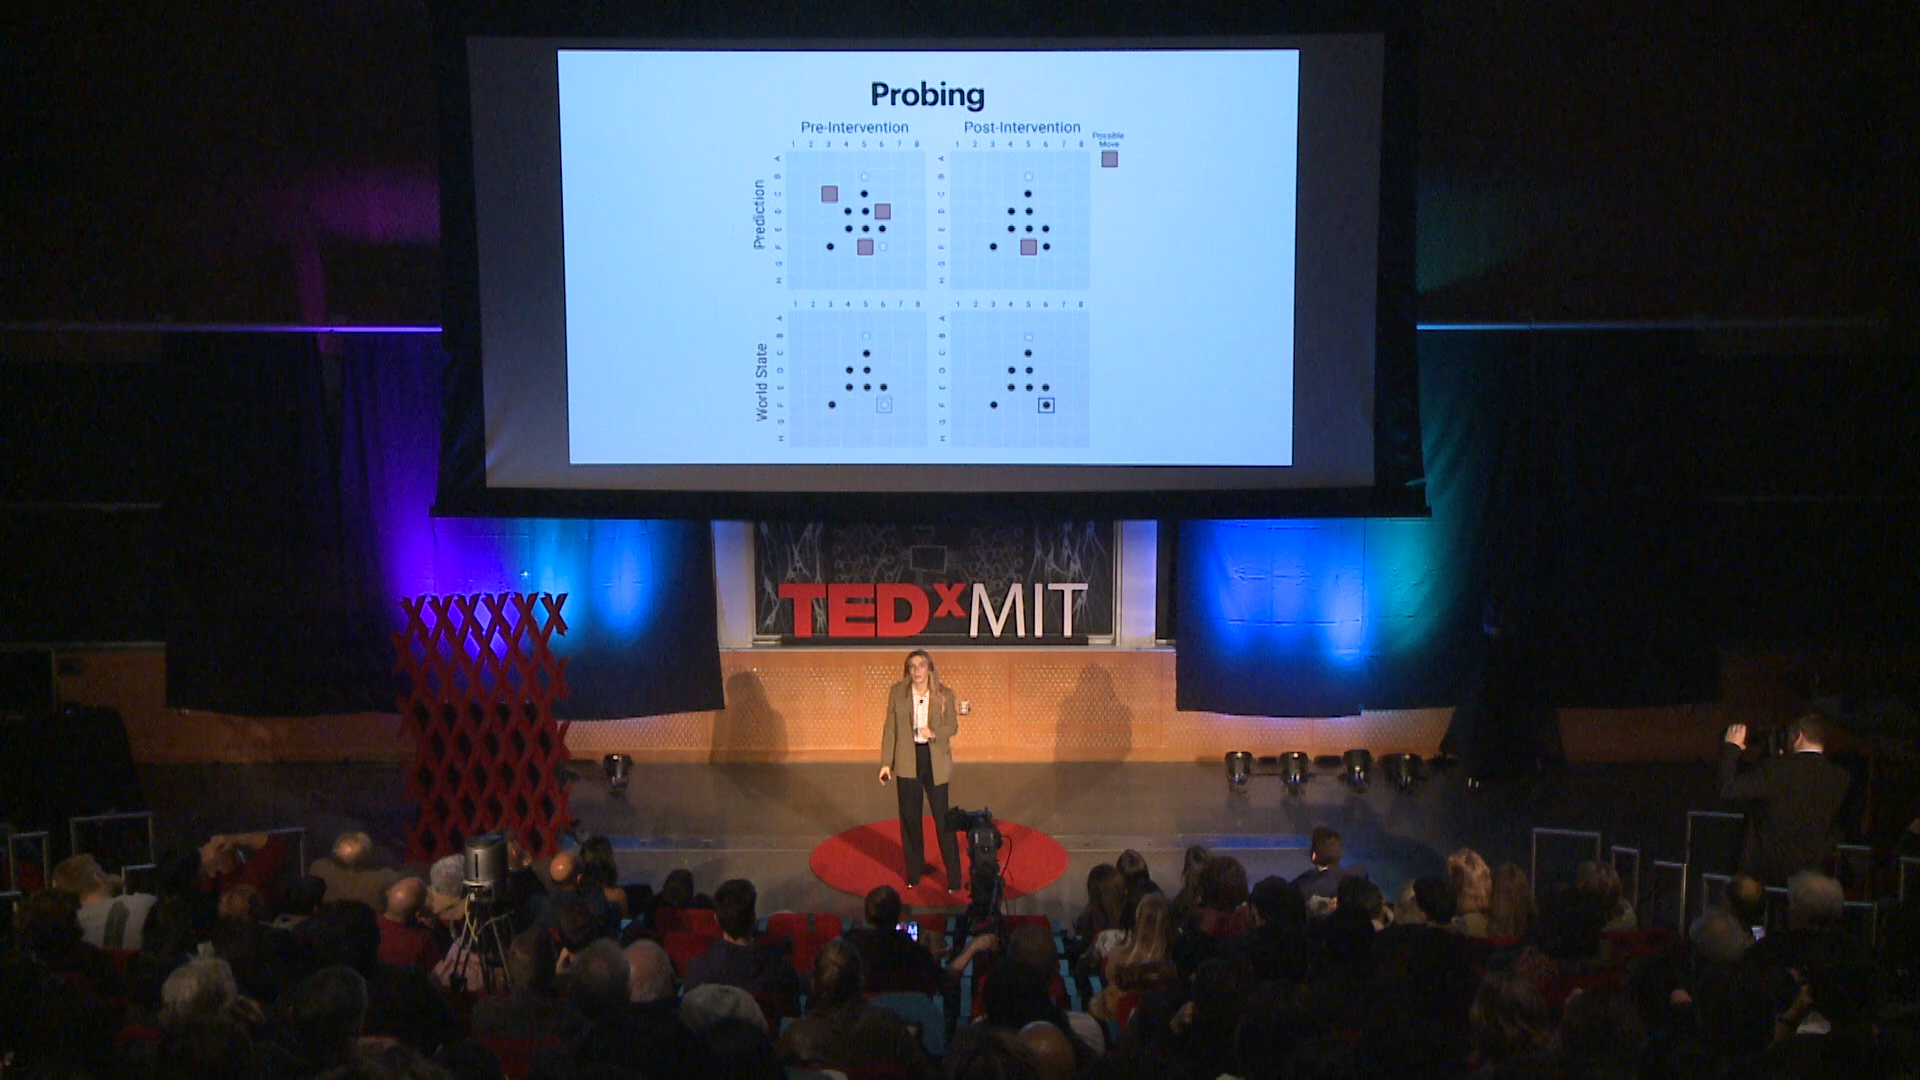 Probing
Pre-Intervention Post-Intervention
Possible
Move
1 2 3 4 5 6 7 8 1 2 3 4 5 6 7 8
Prediction
A B C D E F G H A B C D E F G H
1 2 3 4 5 6 7 8 1 2 3 4 5 6 7 8
World State
A B C D E F G H A B C D E F G H
TEDxMIT